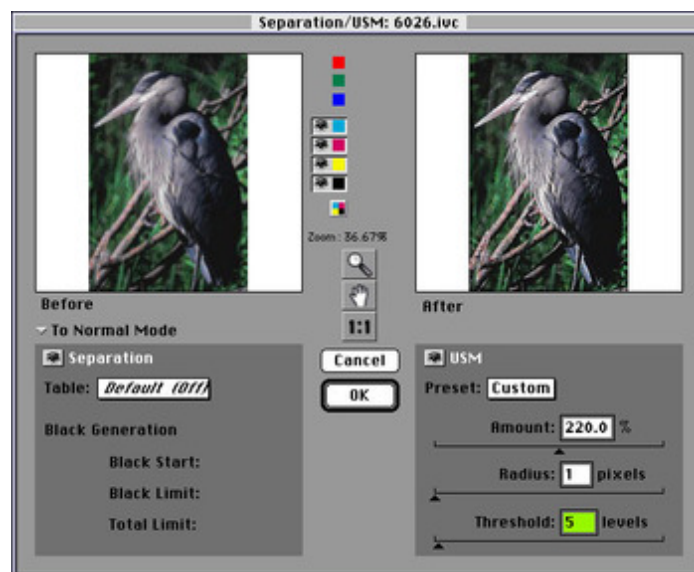 Separation/USM: 6026.ivc
Zoom: 36.67%
Before
After
To Normal Mode
1:1
Separation
Table: Default (Off)
Black Generation
Black Start:
Black Limit:
Total Limit:
Cancel
OK
USM
Preset: Custom
Amount: 220.0 %
Radius: 1 pixels
Threshold: 5 levels